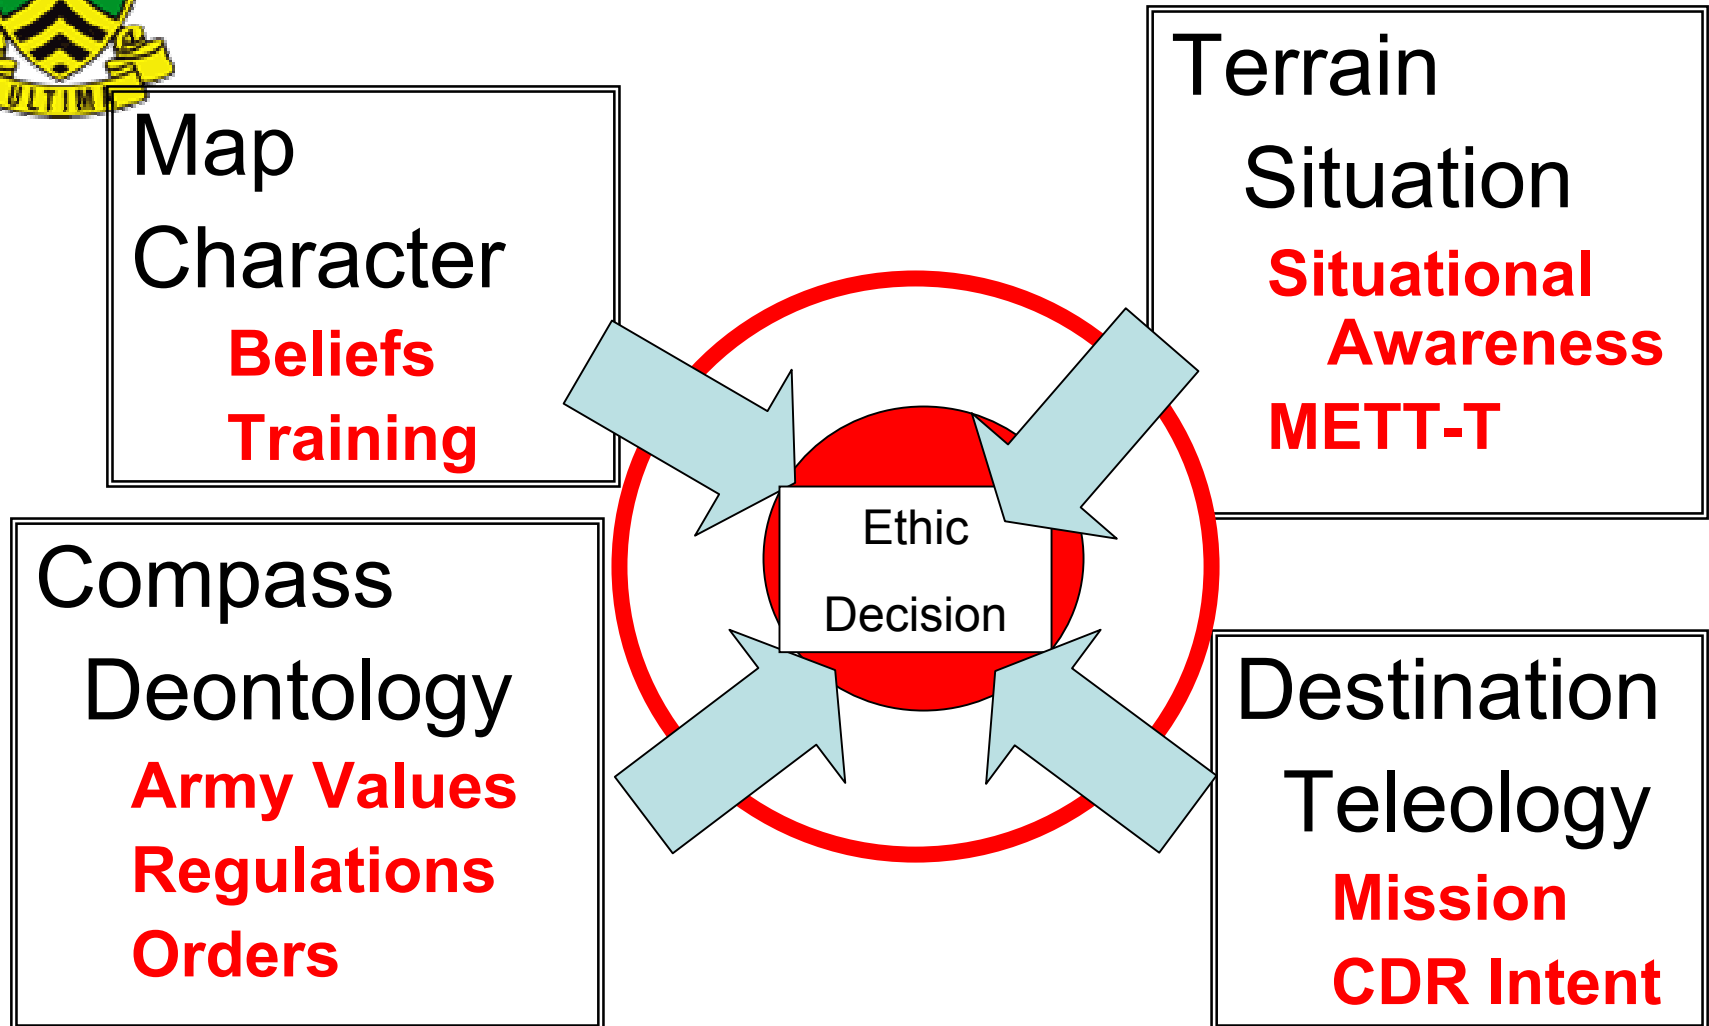 ULTIMA
Map
Character
Beliefs
Training
Terrain
Situation
Situational
Awareness
METT-T
Ethic
Decision
Compass
Deontology
Army Values
Regulations
Orders
Destination
Teleology
Mission
CDR Intent